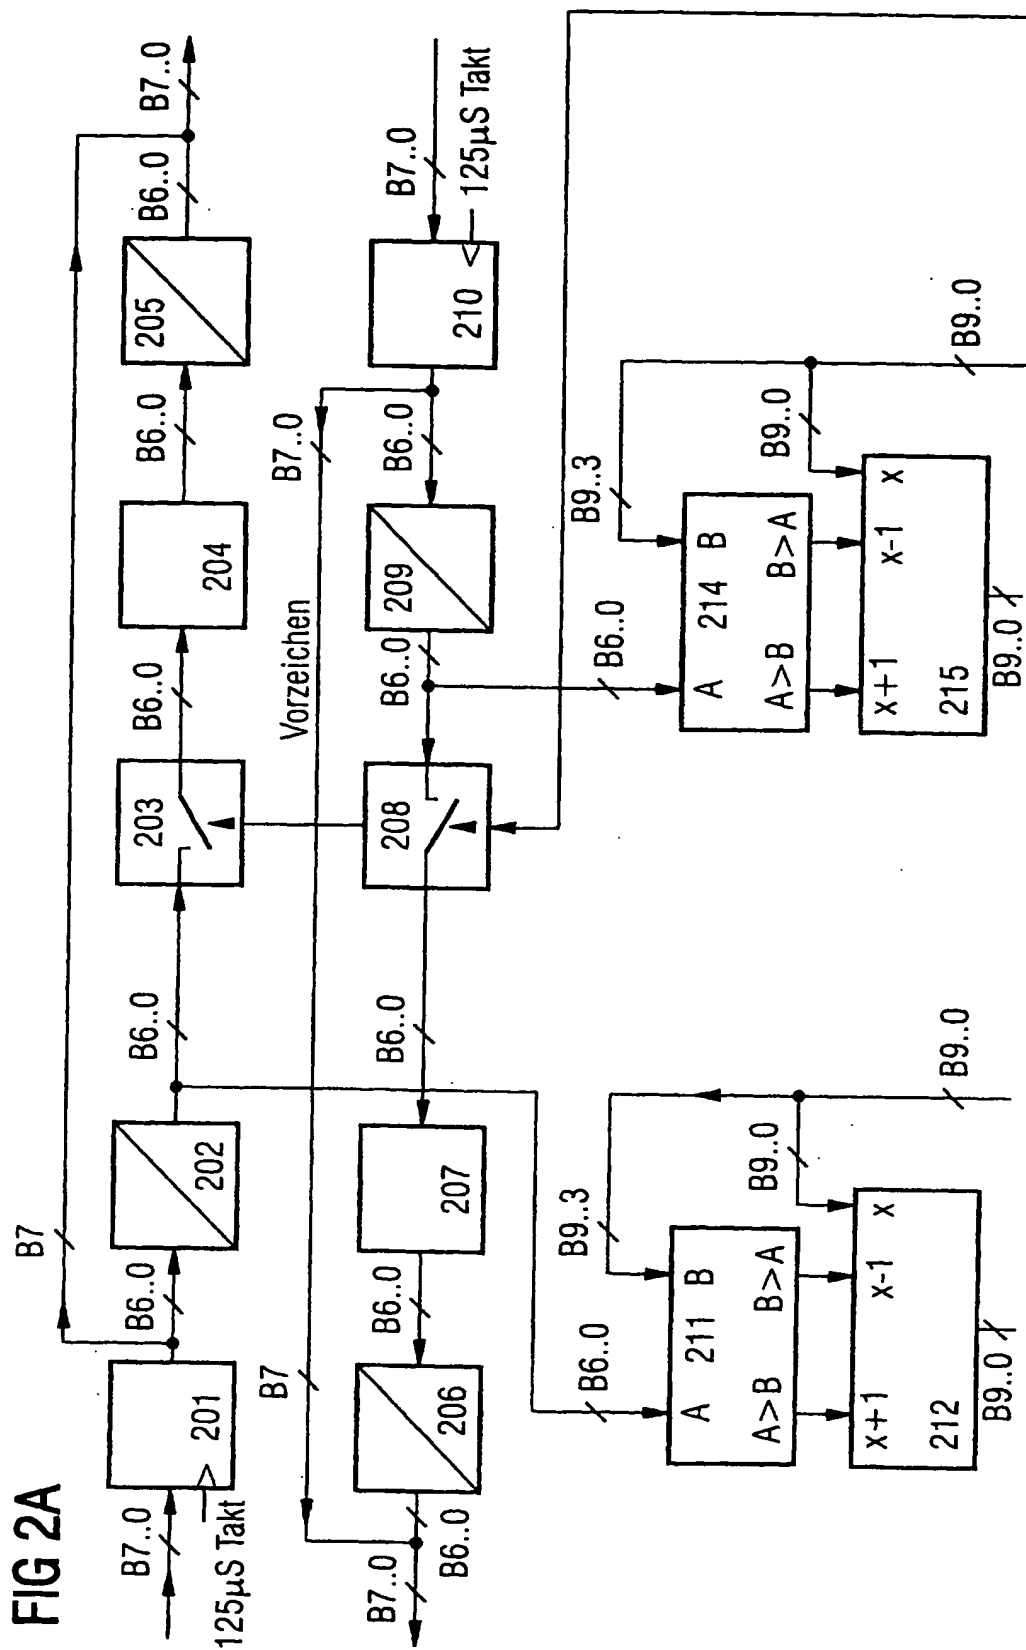 FIG 2A
B7..0
125µS Takt
201
B7
B6..0
202
B6..0
203
B6..0
204
B6..0
205
B6..0
B7..0
B7..0
B6..0
B7
206
B6..0
207
B6..0
208
Vorzeichen
B6..0
209
B6..0
B7..0
210
B7..0
125µS Takt
B6..0
B9..3
A
B
211
A>B
B>A
B9..0
B9..0
x+1
x-1
x
212
B9..0
B6..0
B9..3
A
B
214
A>B
B>A
B9..0
B9..0
x+1
x-1
x
215
B9..0